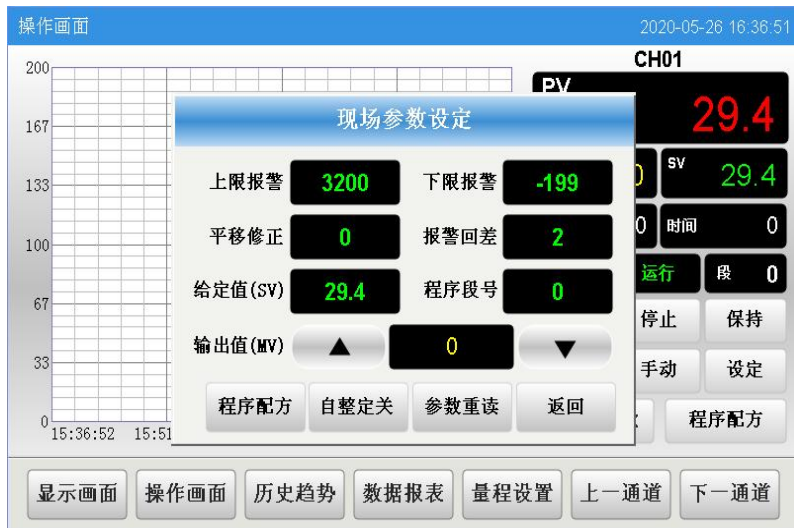 操作画面 2020-05-26 16:36:51
CH01
200
167
133
100
67
33
0
15:36:52 15:51
PV
29.4
SV 29.4
0 时间 0
运行 段 0
停止 保持
手动 设定
程序配方
现场参数设定
上限报警 3200 下限报警 -199
平移修正 0 报警回差 2
给定值(SV) 29.4 程序段号 0
输出值(MV) ▲ 0 ▼
程序配方 自整定关 参数重读 返回
显示画面 操作画面 历史趋势 数据报表 量程设置 上一通道 下一通道